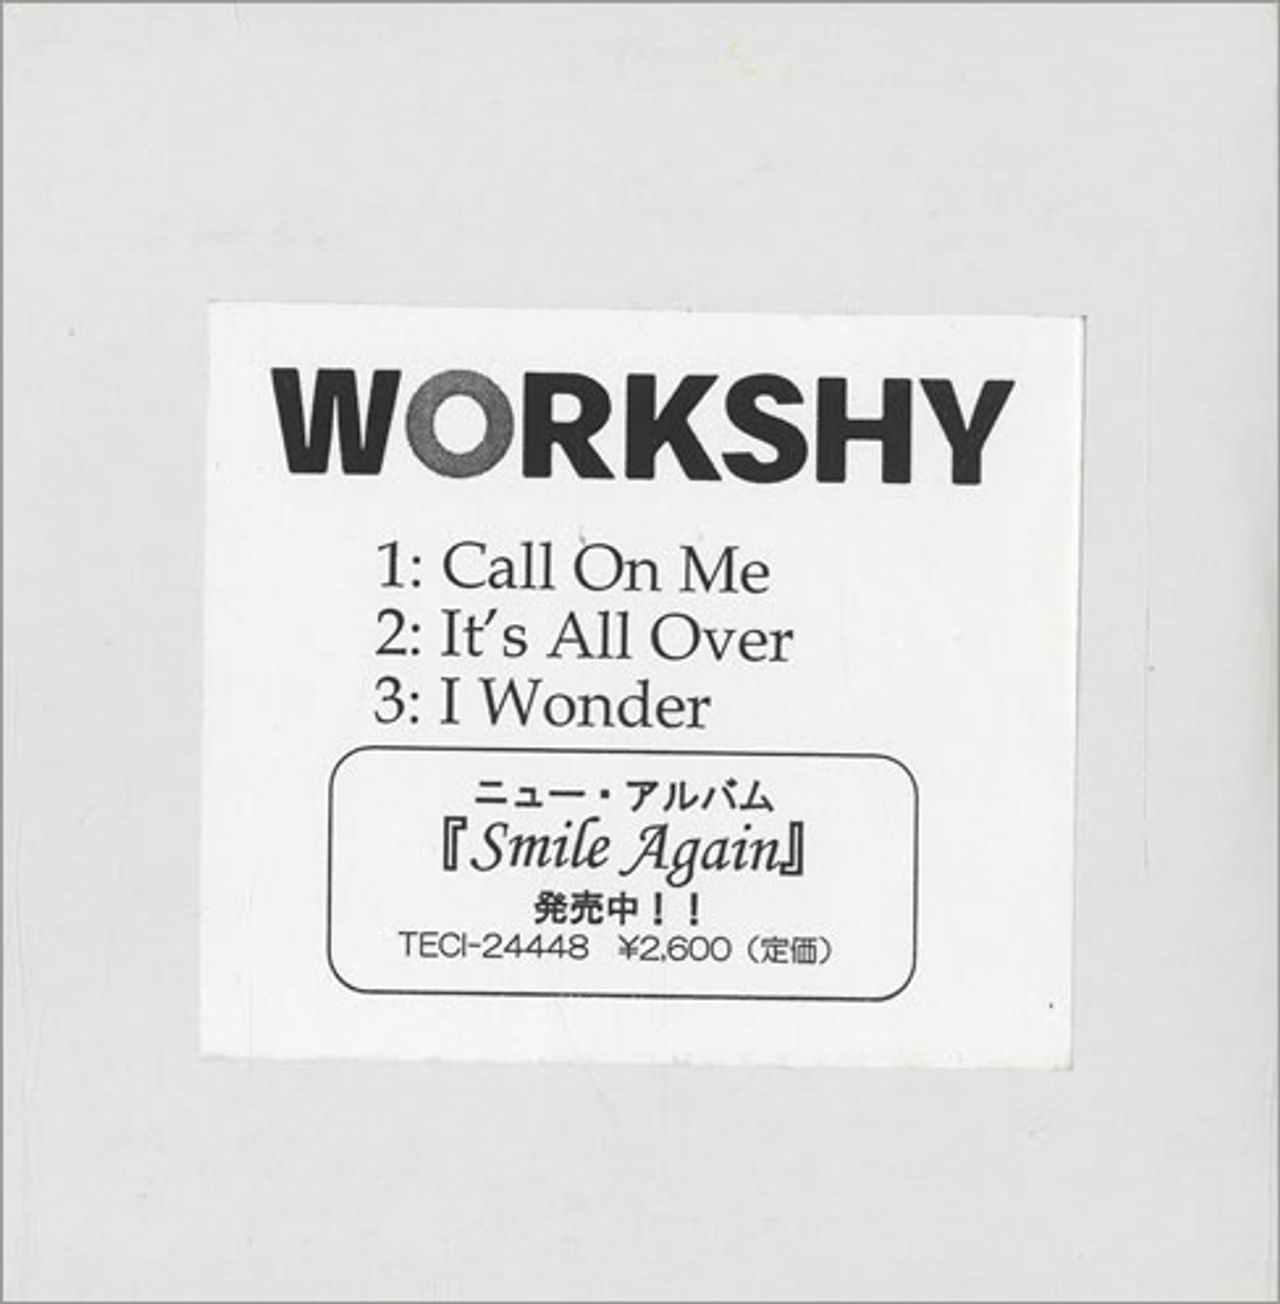 WORKSHY
1: Call On Me
2: It's All Over
3: I Wonder
ニュー・アルバム
『Smile Again』
発売中！！
TECI-24448　¥2,600（定価）